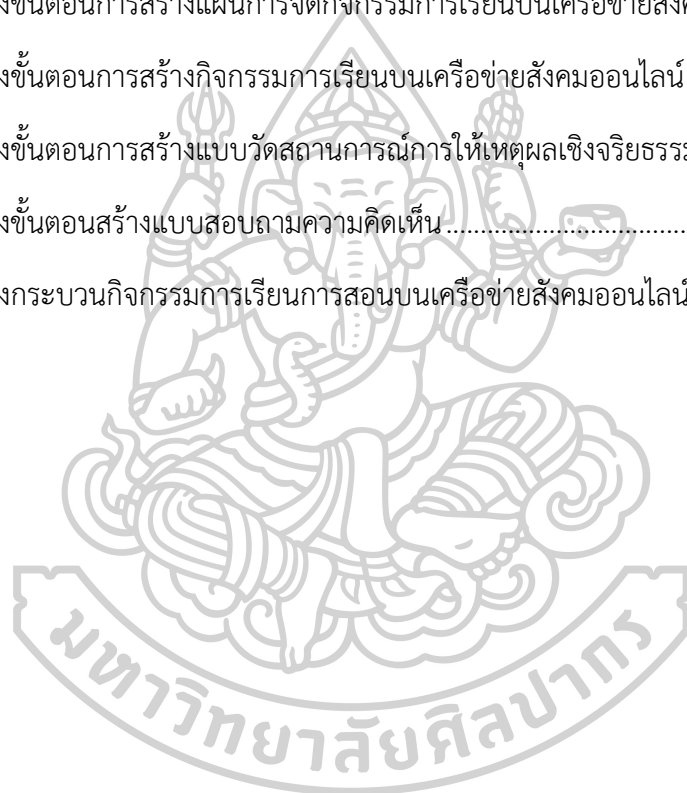 งขั้นตอนการสร้างแผนการจัดกิจกรรมการเรียนบนเครือข่ายสังค
งขั้นตอนการสร้างกิจกรรมการเรียนบนเครือข่ายสังคมออนไลน์
งขั้นตอนการสร้างแบบวัดสถานการณ์การให้เหตุผลเชิงจริยธรรม
งขั้นตอนสร้างแบบสอบถามความคิดเห็น....................................
งกระบวนกิจกรรมการเรียนการสอนบนเครือข่ายสังคมออนไลน์
มหาวิทยาลัยศิลปากร